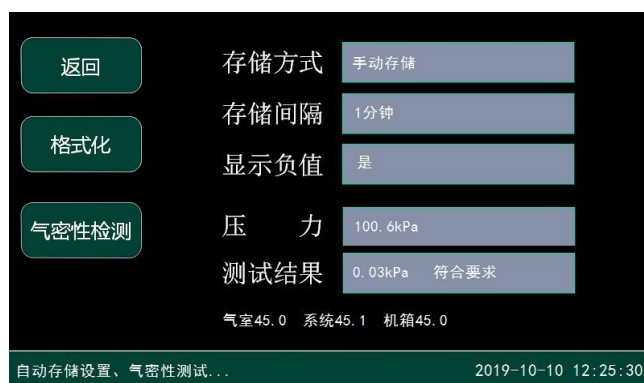 返回
存储方式 手动存储
存储间隔 1分钟
格式化
显示负值 是
气密性检测
压 力 100.6kPa
测试结果 0.03kPa 符合要求
气室45.0 系统45.1 机箱45.0
自动存储设置、气密性测试... 2019-10-10 12:25:30